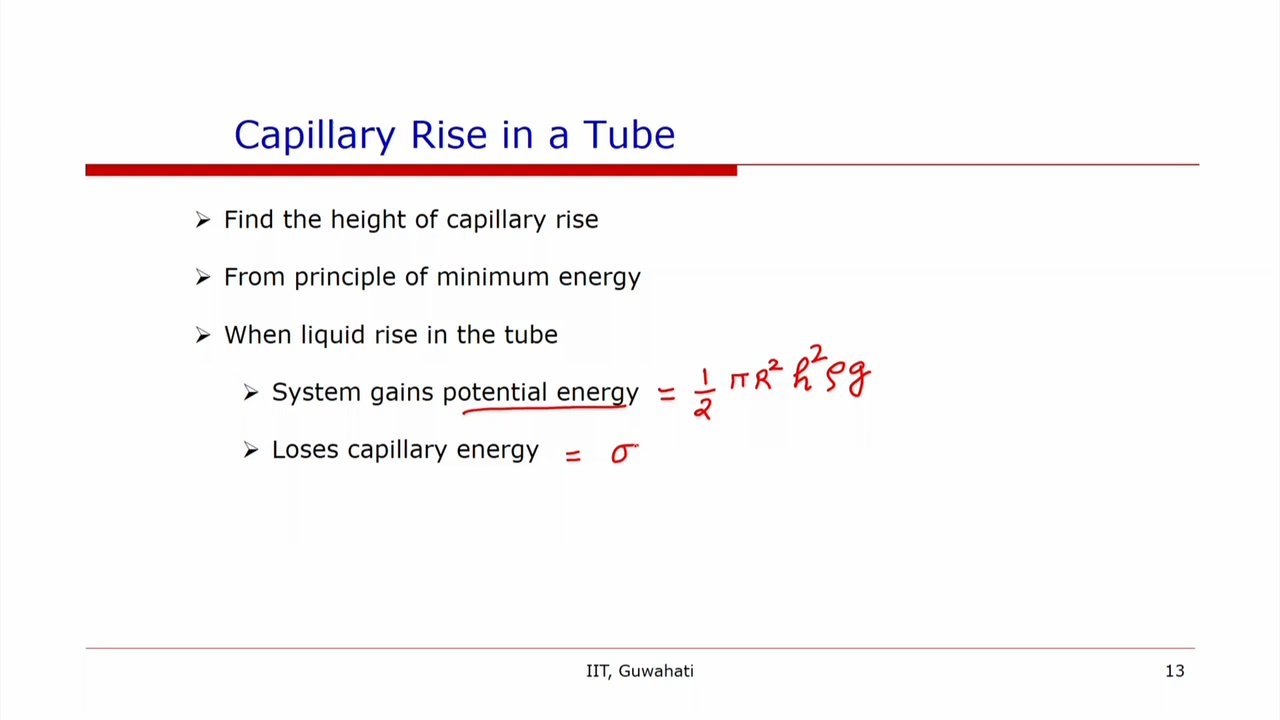 Capillary Rise in a Tube
➢ Find the height of capillary rise
➢ From principle of minimum energy
➢ When liquid rise in the tube
➢ System gains potential energy = 1/2 πR² h² ρg
➢ Loses capillary energy = σ
IIT, Guwahati 13